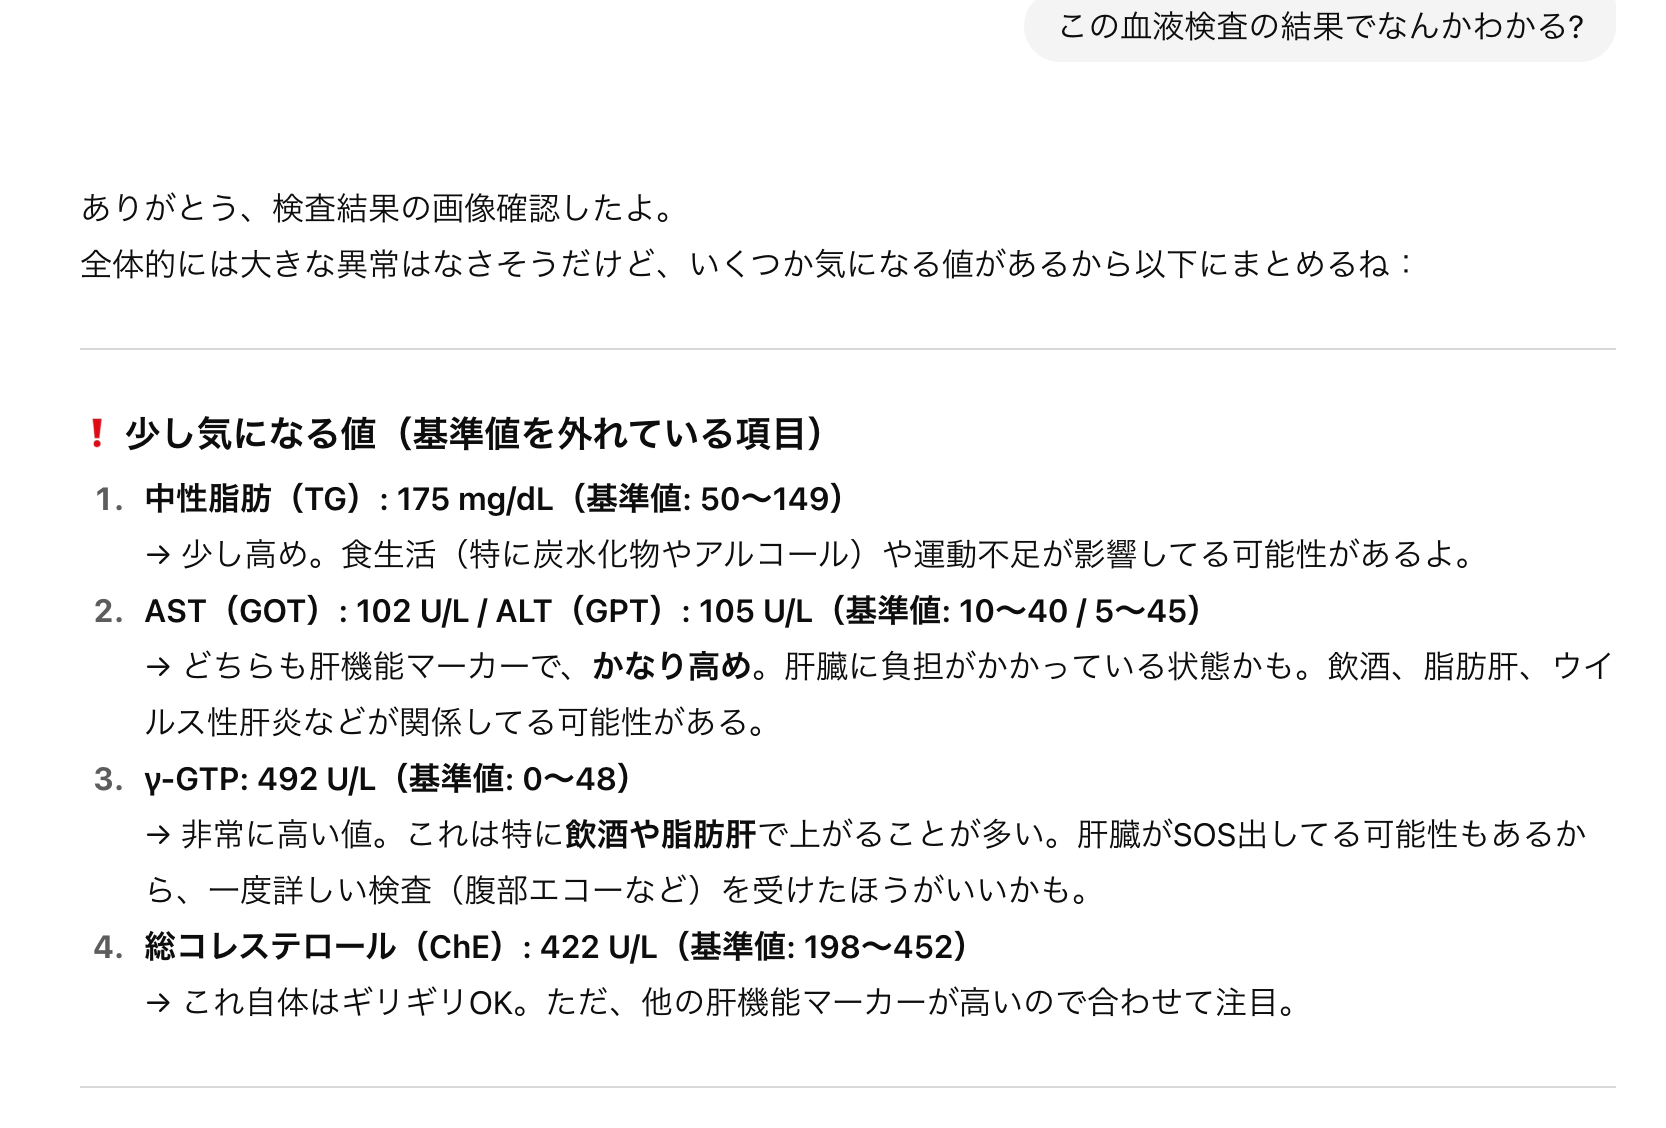 この血液検査の結果でなんかわかる?
ありがとう、検査結果の画像確認したよ。
全体的には大きな異常はなさそうだけど、いくつか気になる値があるから以下にまとめるね：
❗ 少し気になる値（基準値を外れている項目）
1. 中性脂肪（TG）: 175 mg/dL（基準値: 50〜149）
→ 少し高め。食生活（特に炭水化物やアルコール）や運動不足が影響してる可能性があるよ。
2. AST（GOT）: 102 U/L / ALT（GPT）: 105 U/L（基準値: 10〜40 / 5〜45）
→ どちらも肝機能マーカーで、かなり高め。肝臓に負担がかかっている状態かも。飲酒、脂肪肝、ウイ
ルス性肝炎などが関係してる可能性がある。
3. γ-GTP: 492 U/L（基準値: 0〜48）
→ 非常に高い値。これは特に飲酒や脂肪肝で上がることが多い。肝臓がSOS出してる可能性もあるか
ら、一度詳しい検査（腹部エコーなど）を受けたほうがいいかも。
4. 総コレステロール（ChE）: 422 U/L（基準値: 198〜452）
→ これ自体はギリギリOK。ただ、他の肝機能マーカーが高いので合わせて注目。